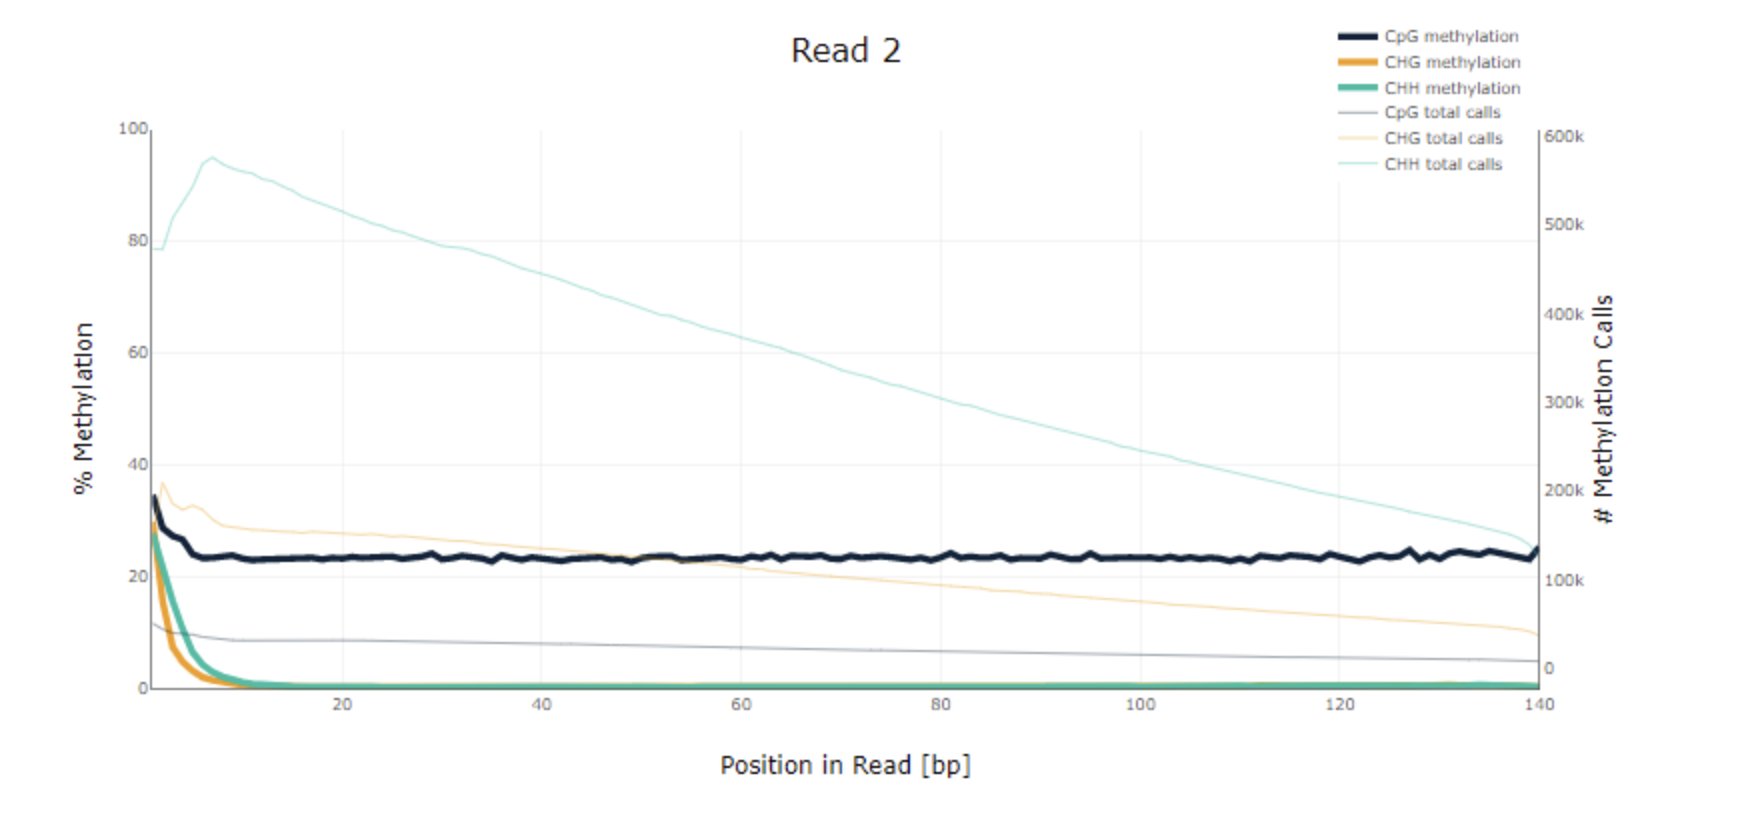 Read 2
CpG methylation
CHG methylation
CHH methylation
CpG total calls
CHG total calls
CHH total calls
100
80
60
40
20
0
% Methylation
600k
500k
400k
300k
200k
100k
0
# Methylation Calls
20 40 60 80 100 120 140
Position in Read [bp]